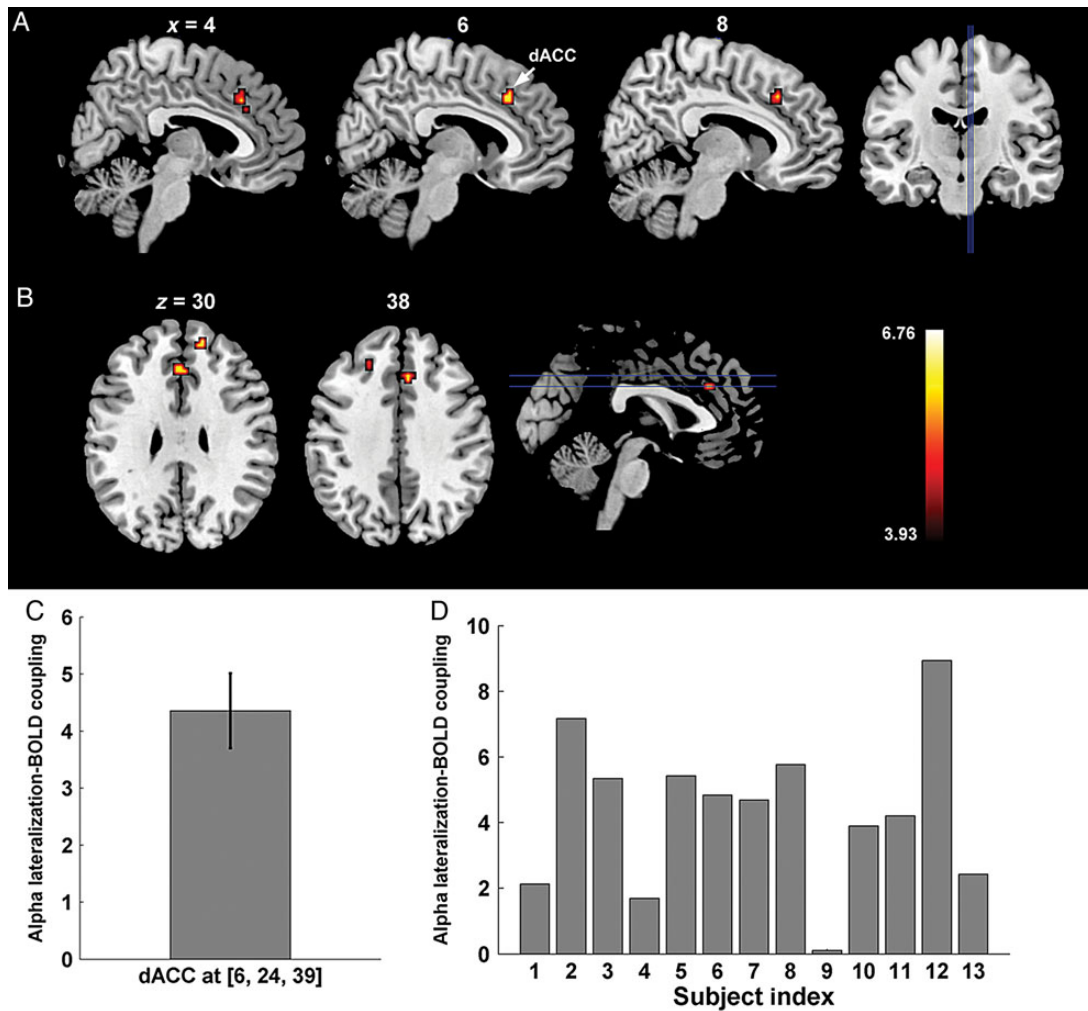 A
x = 4
6
8
dACC
B
z = 30
38
6.76
3.93
C
Alpha lateralization-BOLD coupling
6
5
4
3
2
1
0
dACC at [6, 24, 39]
D
Alpha lateralization-BOLD coupling
10
8
6
4
2
0
1 2 3 4 5 6 7 8 9 10 11 12 13
Subject index